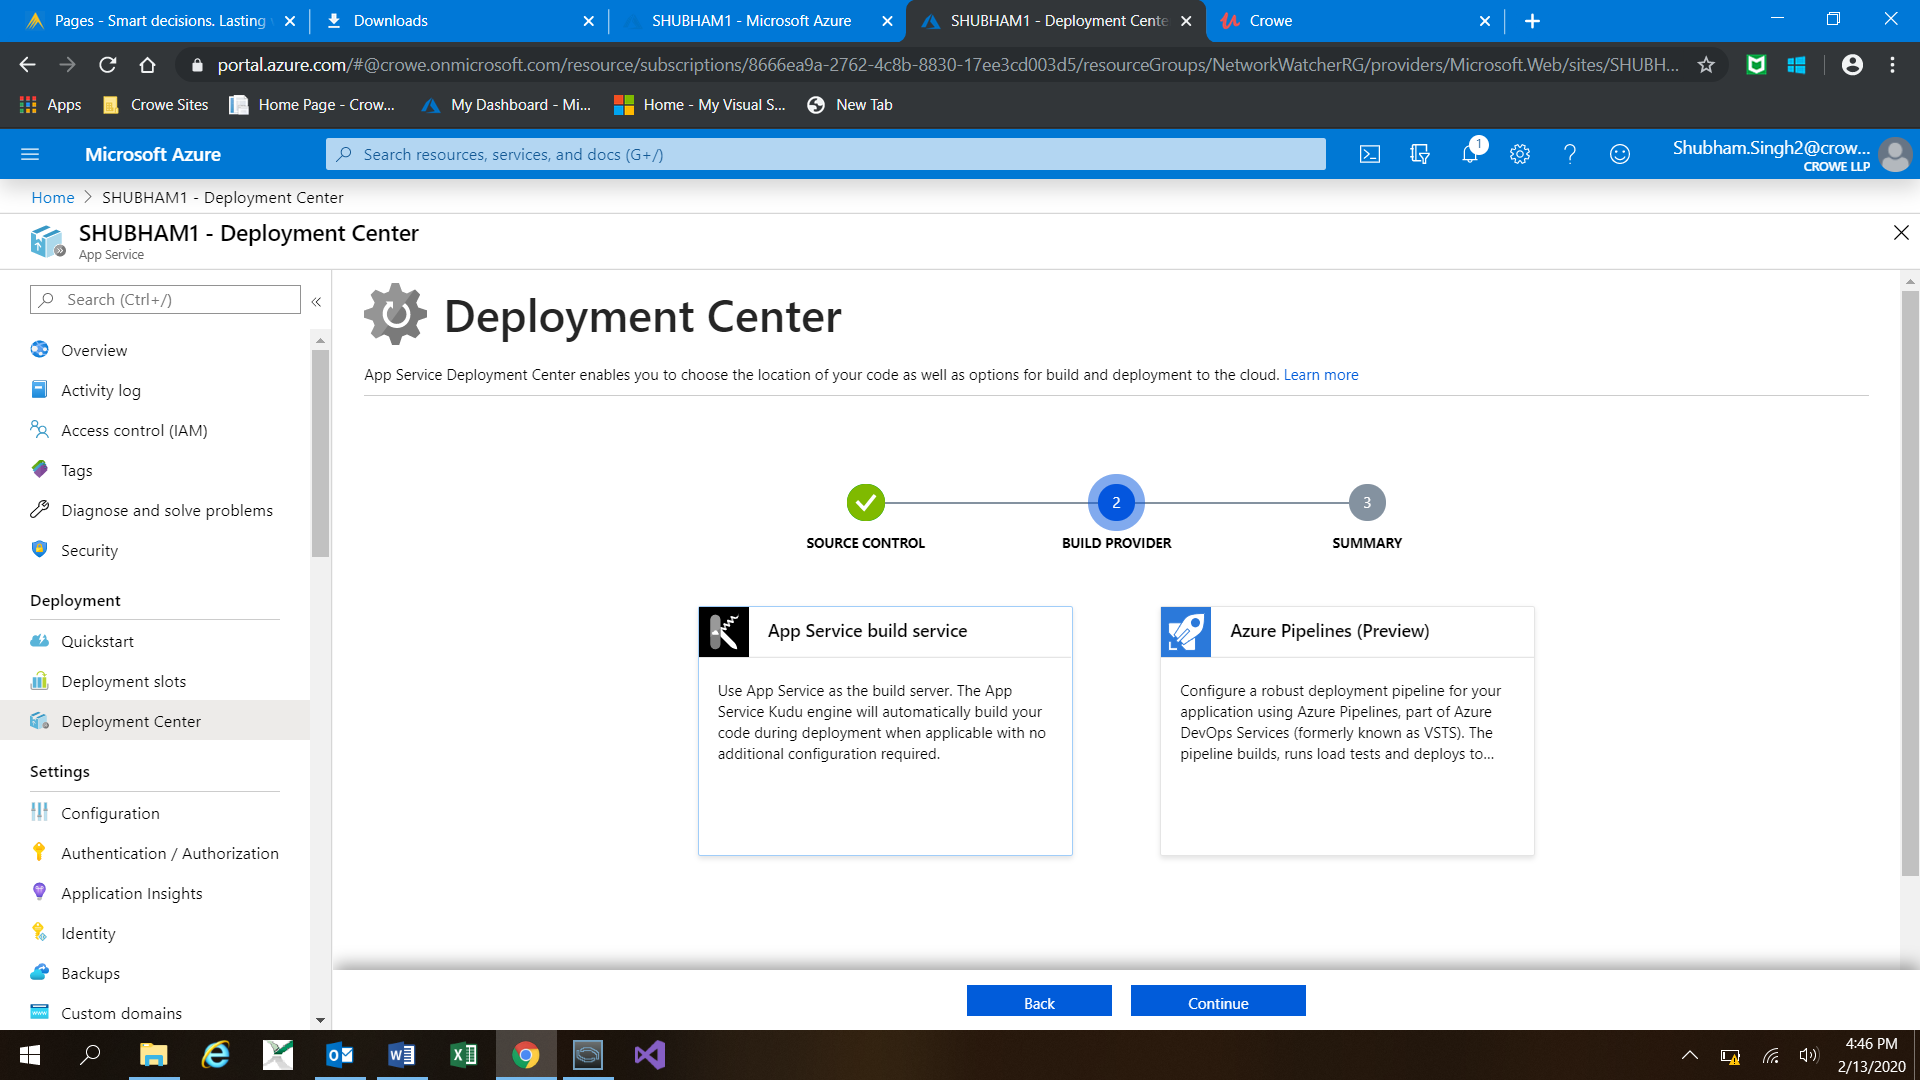 Pages - Smart decisions. Lasting
Downloads
SHUBHAM1 - Microsoft Azure
SHUBHAM1 - Deployment Cente
Crowe
portal.azure.com/#@crowe.onmicrosoft.com/resource/subscriptions/8666ea9a-2762-4c8b-8830-17ee3cd003d5/resourceGroups/NetworkWatcherRG/providers/Microsoft.Web/sites/SHUBH...
Apps
Crowe Sites
Home Page - Crow...
My Dashboard - Mi...
Home - My Visual S...
New Tab
Microsoft Azure
Search resources, services, and docs (G+/)
1
Shubham.Singh2@crow...
CROWE LLP
Home > SHUBHAM1 - Deployment Center
SHUBHAM1 - Deployment Center
App Service
Search (Ctrl+/)
«
Overview
Activity log
Access control (IAM)
Tags
Diagnose and solve problems
Security
Deployment
Quickstart
Deployment slots
Deployment Center
Settings
Configuration
Authentication / Authorization
Application Insights
Identity
Backups
Custom domains
Deployment Center
App Service Deployment Center enables you to choose the location of your code as well as options for build and deployment to the cloud. Learn more
2
3
SOURCE CONTROL
BUILD PROVIDER
SUMMARY
App Service build service
Use App Service as the build server. The App
Service Kudu engine will automatically build your
code during deployment when applicable with no
additional configuration required.
Azure Pipelines (Preview)
Configure a robust deployment pipeline for your
application using Azure Pipelines, part of Azure
DevOps Services (formerly known as VSTS). The
pipeline builds, runs load tests and deploys to...
Back
Continue
4:46 PM
2/13/2020